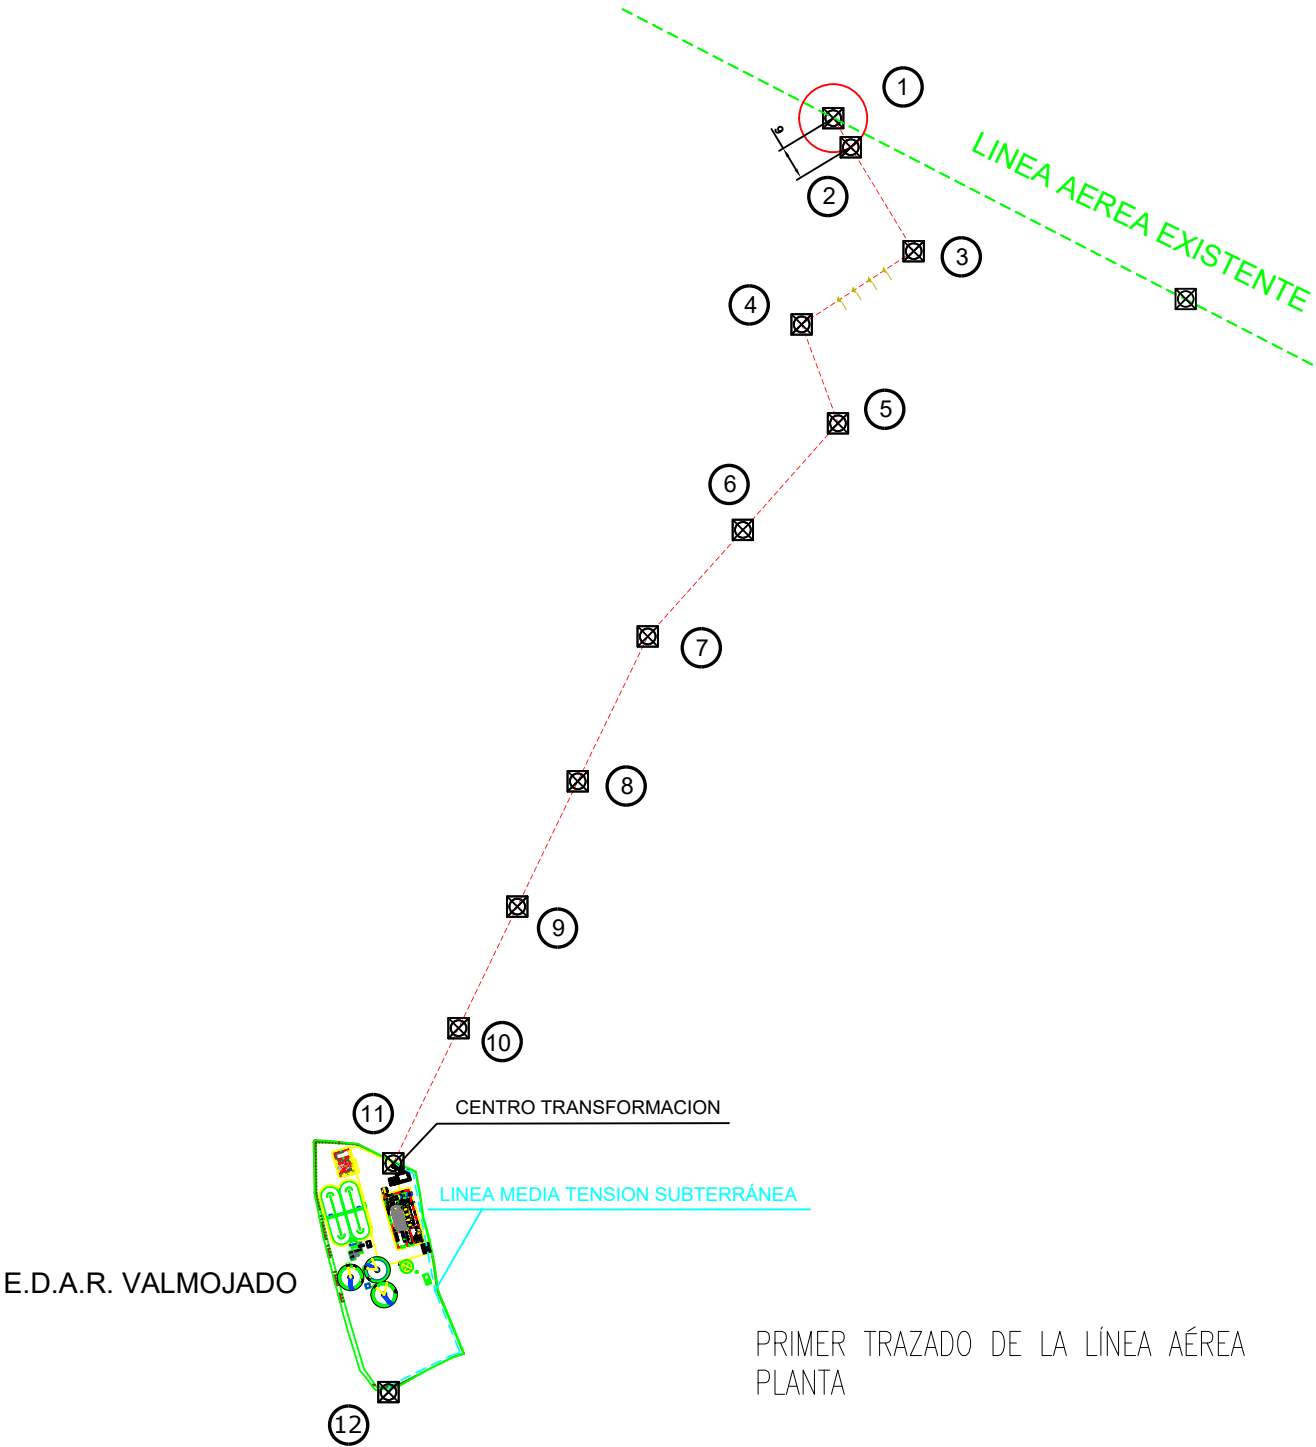 1
LINEA AEREA EXISTENTE
9
2
3
4
5
6
7
8
9
10
11
CENTRO TRANSFORMACION
LINEA MEDIA TENSION SUBTERRÁNEA
E.D.A.R. VALMOJADO
PRIMER TRAZADO DE LA LÍNEA AÉREA
PLANTA
12